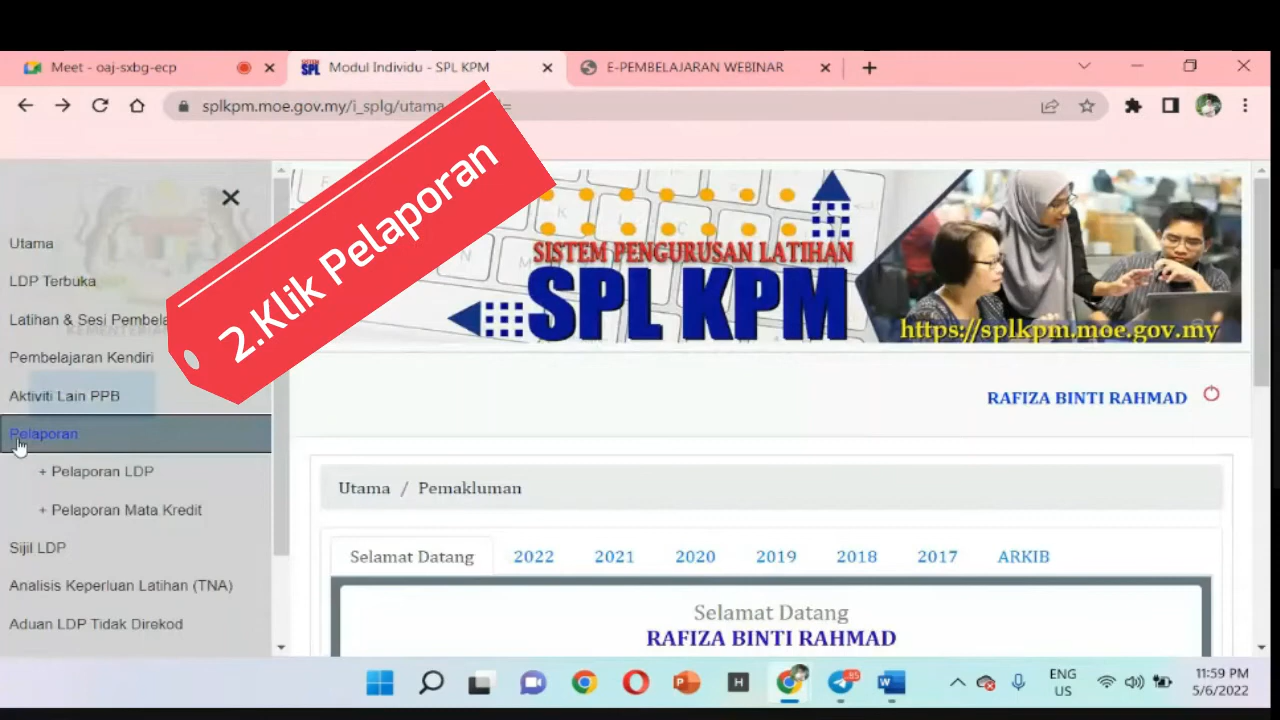 Meet - oaj-sxbg-ecp
SPL Modul Individu - SPL KPM
E-PEMBELAJARAN WEBINAR
splkpm.moe.gov.my/i_splg/utama
2.Klik Pelaporan
Utama
LDP Terbuka
Latihan & Sesi Pembela
Pembelajaran Kendiri
Aktiviti Lain PPB
Pelaporan
+ Pelaporan LDP
+ Pelaporan Mata Kredit
Sijil LDP
Analisis Keperluan Latihan (TNA)
Aduan LDP Tidak Direkod
SISTEM PENGURUSAN LATIHAN
SPL KPM
https://splkpm.moe.gov.my
RAFIZA BINTI RAHMAD
Utama / Pemakluman
Selamat Datang 2022 2021 2020 2019 2018 2017 ARKIB
Selamat Datang
RAFIZA BINTI RAHMAD
ENG
US
11:59 PM
5/6/2022